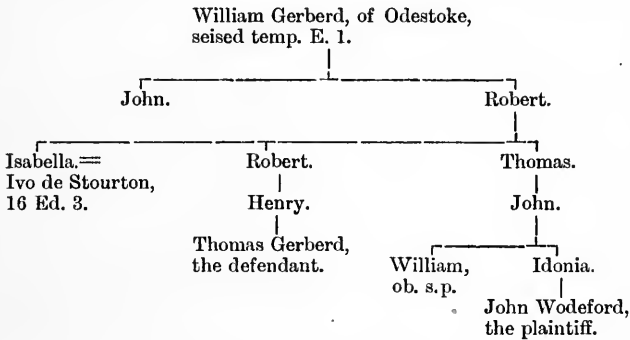 William Gerberd, of Odestoke,
seised temp. E. 1.
John.
Robert.
Isabella.=
Ivo de Stourton,
16 Ed. 3.
Robert.
Henry.
Thomas Gerberd,
the defendant.
Thomas.
John.
William,
ob. s.p.
Idonia.
John Wodeford,
the plaintiff.